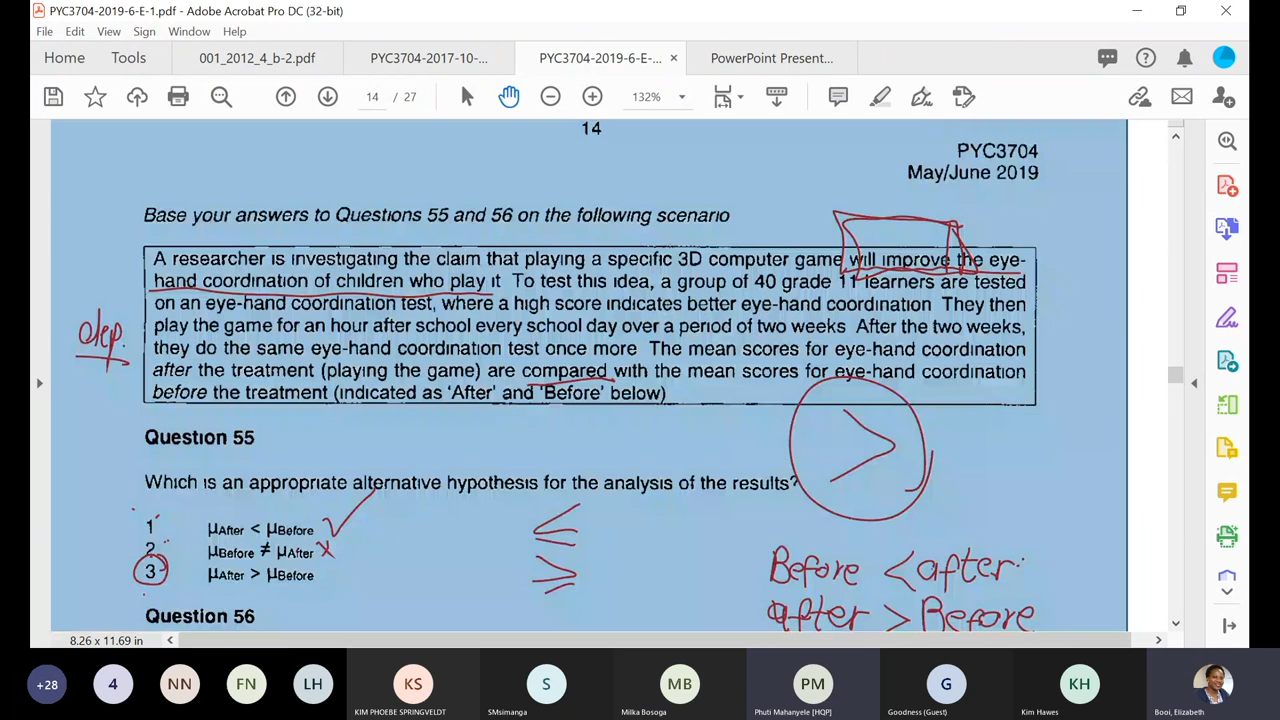 PYC3704-2019-6-E-1.pdf - Adobe Acrobat Pro DC (32-bit)
File Edit View Sign Window Help
Home Tools 001_2012_4_b-2.pdf PYC3704-2017-10-... PYC3704-2019-6-E-... × PowerPoint Present...
14 / 27 132%
14
PYC3704
May/June 2019
Base your answers to Questions 55 and 56 on the following scenario
A researcher is investigating the claim that playing a specific 3D computer game will improve the eye-
hand coordination of children who play it To test this idea, a group of 40 grade 11 learners are tested
on an eye-hand coordination test, where a high score indicates better eye-hand coordination They then
play the game for an hour after school every school day over a period of two weeks After the two weeks,
they do the same eye-hand coordination test once more The mean scores for eye-hand coordination
after the treatment (playing the game) are compared with the mean scores for eye-hand coordination
before the treatment (indicated as 'After' and 'Before' below)
dep.
>
Question 55
Which is an appropriate alternative hypothesis for the analysis of the results?
1 μAfter < μBefore ✓ ≤
2 μBefore ≠ μAfter x
3 μAfter > μBefore ≥
Before < after
after > Before
Question 56
8.26 x 11.69 in
+28 4 NN FN LH KS S MB PM G KH
KIM PHOEBE SPRINGVELDT SMsimanga Milka Bosoga Phuti Mahanyele [HQP] Goodness (Guest) Kim Hawes Booi, Elizabeth